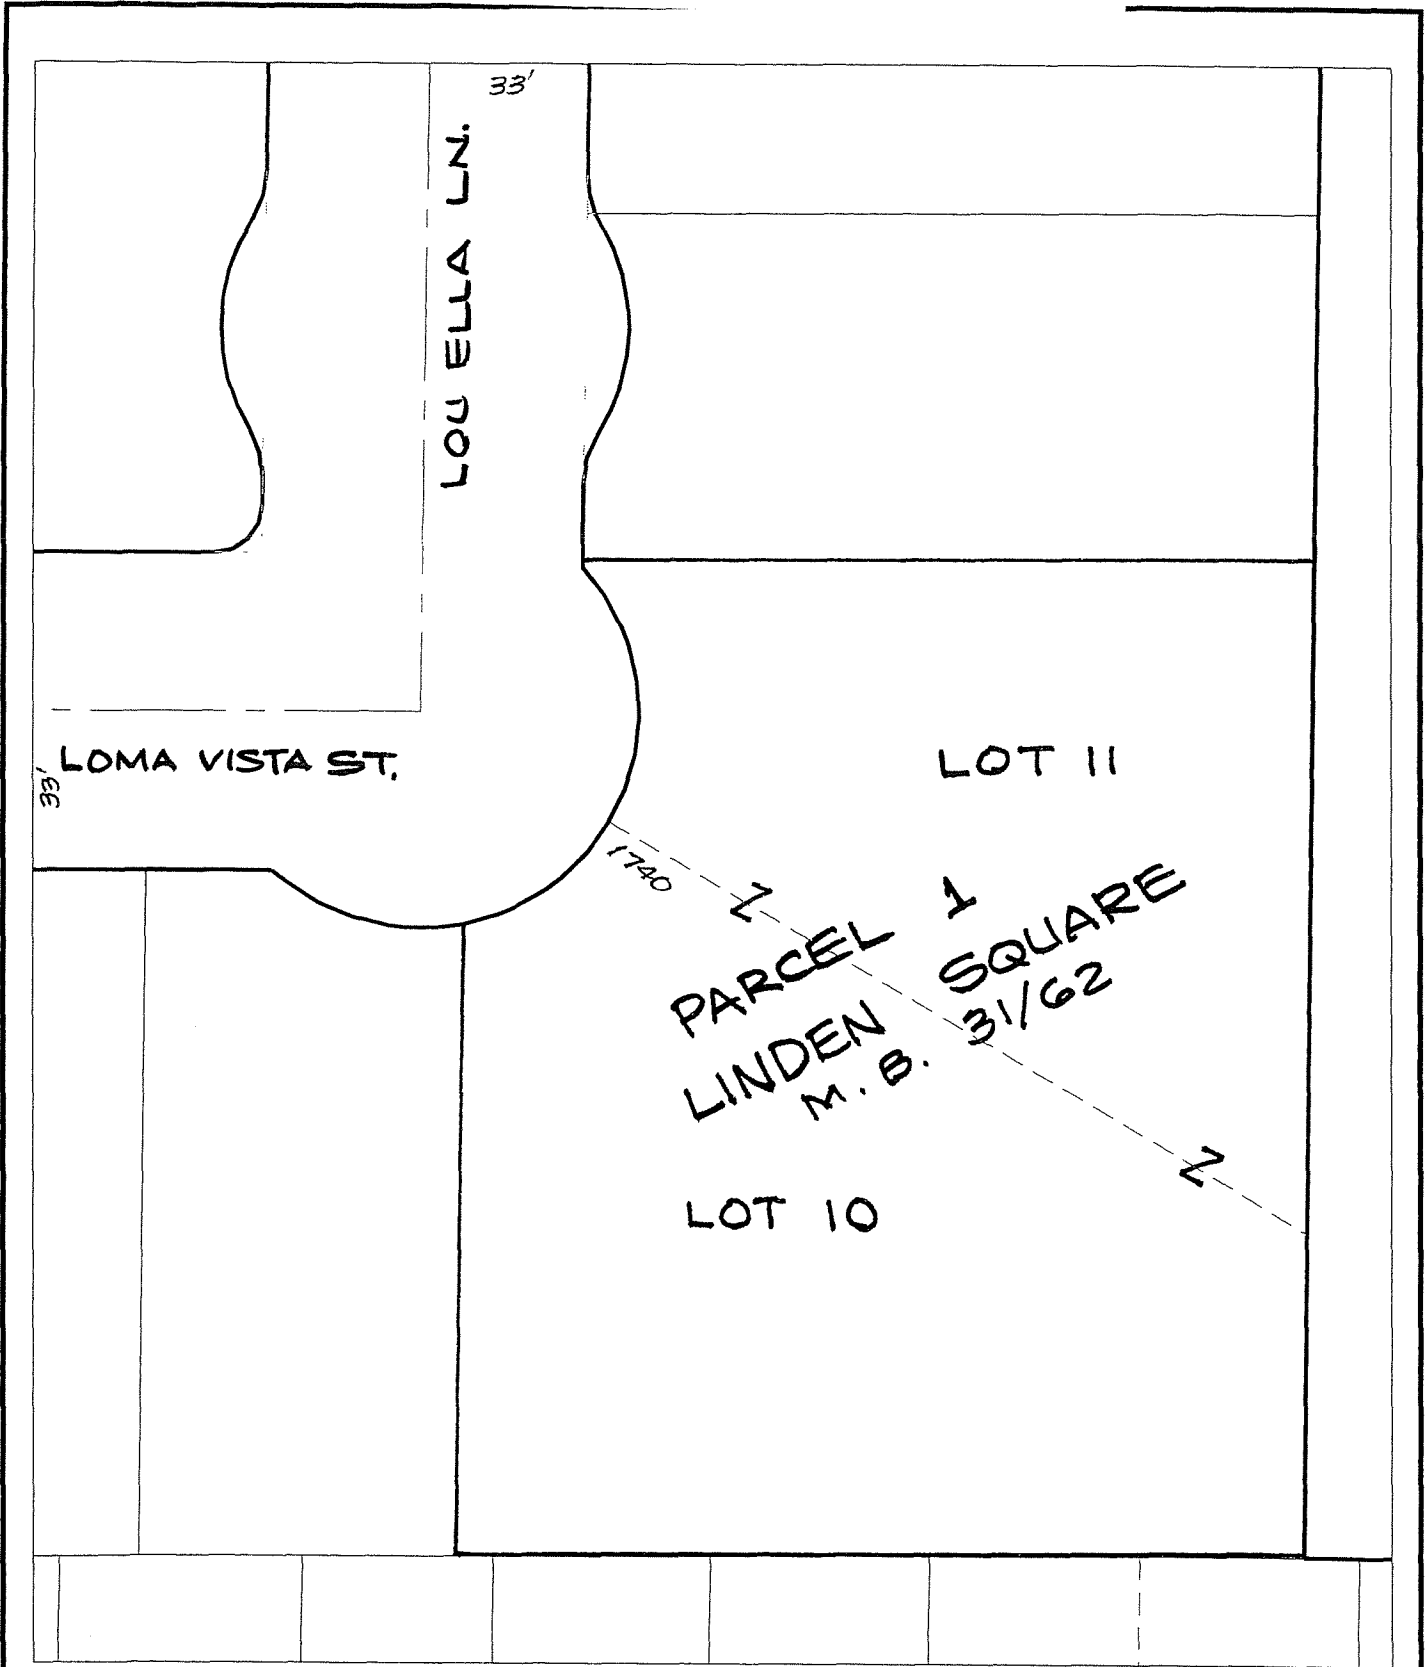 33'
LOU ELLA LN.
LOMA VISTA ST.
33'
LOT 11
1740
PARCEL 1
LINDEN SQUARE
M. B. 31/62
LOT 10